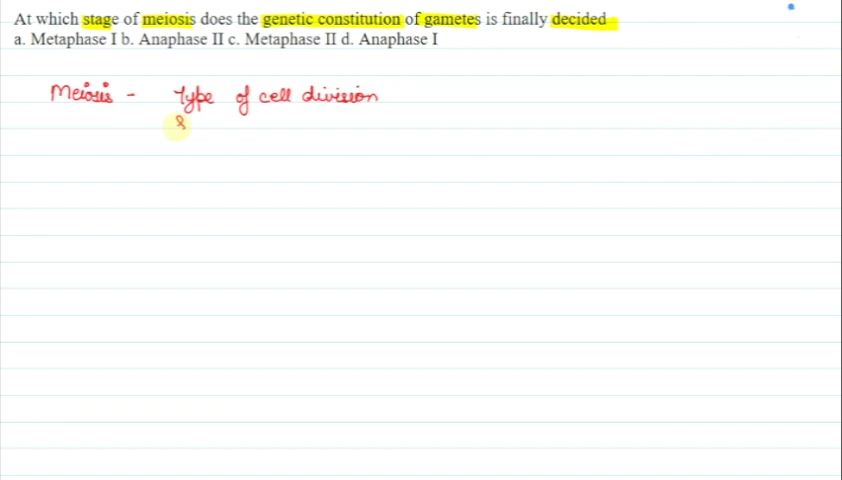 At which stage of meiosis does the genetic constitution of gametes is finally decided
a. Metaphase I b. Anaphase II c. Metaphase II d. Anaphase I
Meiosis - Type of cell division